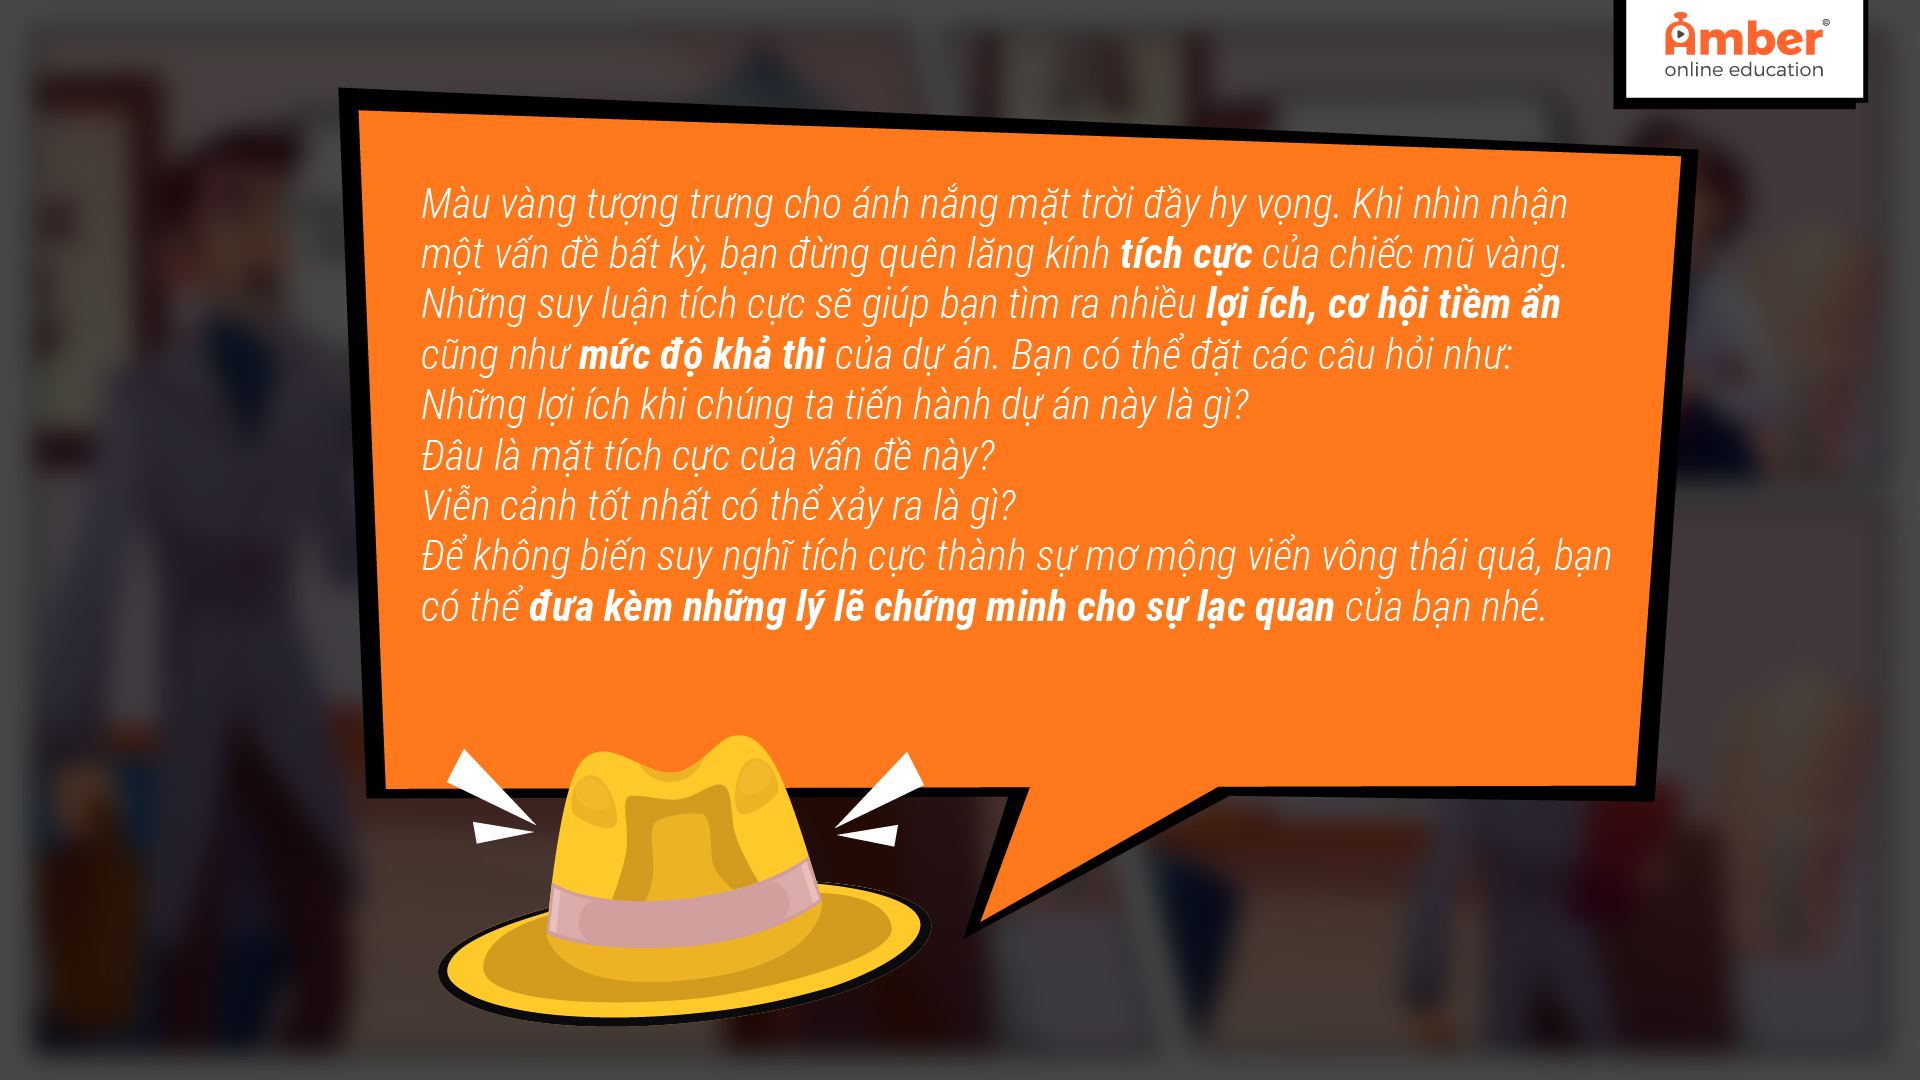 Amber
©
online education
Màu vàng tượng trưng cho ánh nắng mặt trời đầy hy vọng. Khi nhìn nhận
một vấn đề bất kỳ, bạn đừng quên lăng kính tích cực của chiếc mũ vàng.
Những suy luận tích cực sẽ giúp bạn tìm ra nhiều lợi ích, cơ hội tiềm ẩn
cũng như mức độ khả thi của dự án. Bạn có thể đặt các câu hỏi như:
Những lợi ích khi chúng ta tiến hành dự án này là gì?
Đâu là mặt tích cực của vấn đề này?
Viễn cảnh tốt nhất có thể xảy ra là gì?
Để không biến suy nghĩ tích cực thành sự mơ mộng viển vông thái quá, bạn
có thể đưa kèm những lý lẽ chứng minh cho sự lạc quan của bạn nhé.